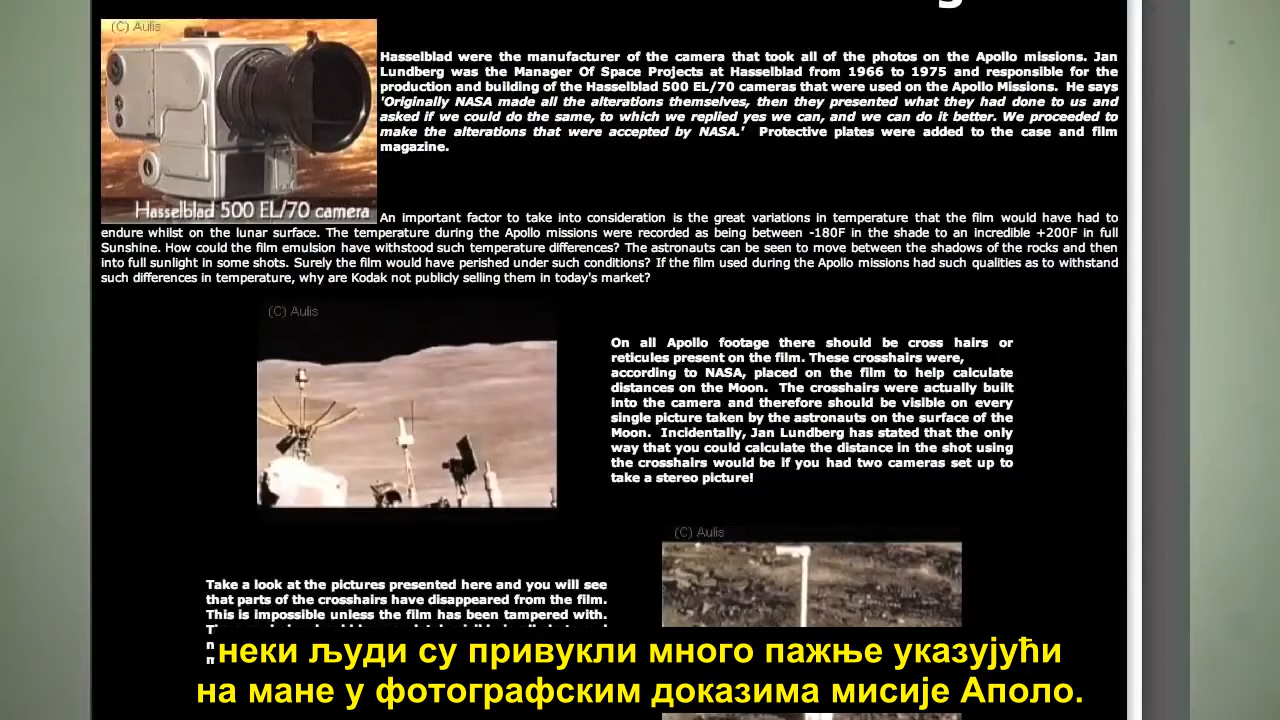 (C) Aulis
Hasselblad were the manufacturer of the camera that took all of the photos on the Apollo missions. Jan
Lundberg was the Manager Of Space Projects at Hasselblad from 1966 to 1975 and responsible for the
production and building of the Hasselblad 500 EL/70 cameras that were used on the Apollo Missions. He says
'Originally NASA made all the alterations themselves, then they presented what they had done to us and
asked if we could do the same, to which we replied yes we can, and we can do it better. We proceeded to
make the alterations that were accepted by NASA.' Protective plates were added to the case and film
magazine.
Hasselblad 500 EL/70 camera
An important factor to take into consideration is the great variations in temperature that the film would have had to
endure whilst on the lunar surface. The temperature during the Apollo missions were recorded as being between -180F in the shade to an incredible +200F in full
Sunshine. How could the film emulsion have withstood such temperature differences? The astronauts can be seen to move between the shadows of the rocks and then
into full sunlight in some shots. Surely the film would have perished under such conditions? If the film used during the Apollo missions had such qualities as to withstand
such differences in temperature, why are Kodak not publicly selling them in today's market?
(C) Aulis
On all Apollo footage there should be cross hairs or
reticules present on the film. These crosshairs were,
according to NASA, placed on the film to help calculate
distances on the Moon. The crosshairs were actually built
into the camera and therefore should be visible on every
single picture taken by the astronauts on the surface of the
Moon. Incidentally, Jan Lundberg has stated that the only
way that you could calculate the distance in the shot using
the crosshairs would be if you had two cameras set up to
take a stereo picture!
(C) Aulis
Take a look at the pictures presented here and you will see
that parts of the crosshairs have disappeared from the film.
This is impossible unless the film has been tampered with.
неки људи су привукли много пажње указујући
на мане у фотографским доказима мисије Аполо.